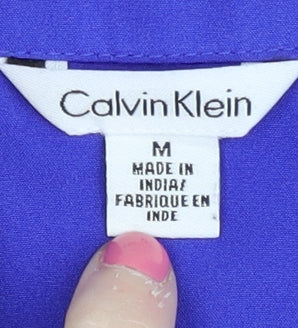 Calvin Klein
M
MADE IN
INDIA/
FABRIQUE EN
INDE